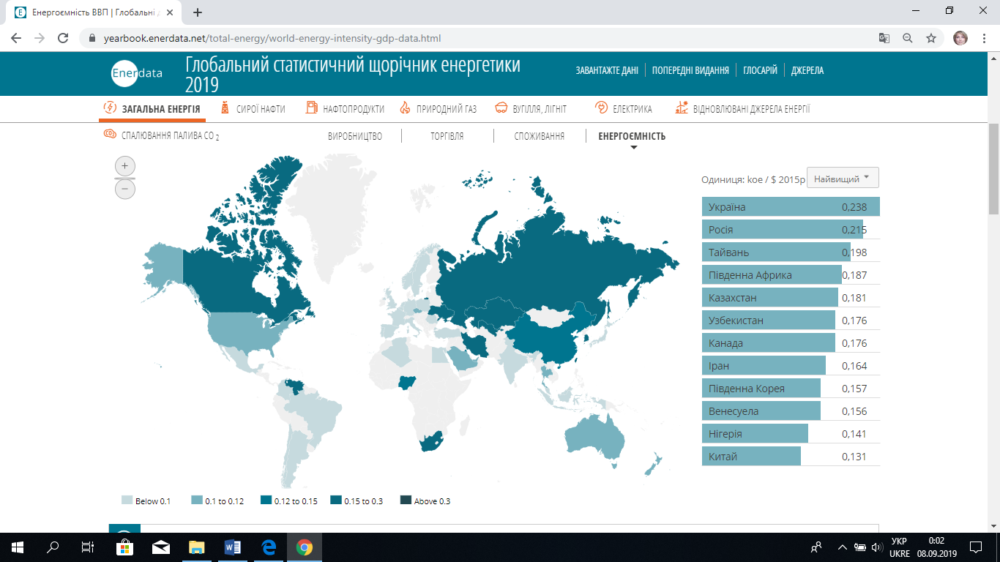 Енергоємність ВВП | Глобальні
yearbook.enerdata.net/total-energy/world-energy-intensity-gdp-data.html
Enerdata
Глобальний статистичний щорічник енергетики
2019
ЗАВАНТАЖТЕ ДАНІ
ПОПЕРЕДНІ ВИДАННЯ
ГЛОСАРІЙ
ДЖЕРЕЛА
ЗАГАЛЬНА ЕНЕРГІЯ
СИРОЇ НАФТИ
НАФТОПРОДУКТИ
ПРИРОДНИЙ ГАЗ
ВУГІЛЛЯ, ЛІГНІТ
ЕЛЕКТРИКА
ВІДНОВЛЮВАНІ ДЖЕРЕЛА ЕНЕРГІЇ
СПАЛЮВАННЯ ПАЛИВА CO 2
ВИРОБНИЦТВО
ТОРГІВЛЯ
СПОЖИВАННЯ
ЕНЕРГОЄМНІСТЬ
Одиниця: koe / $ 2015p
Найвищий
Україна 0,238
Росія 0,215
Тайвань 0,198
Південна Африка 0,187
Казахстан 0,181
Узбекистан 0,176
Канада 0,176
Іран 0,164
Південна Корея 0,157
Венесуела 0,156
Нігерія 0,141
Китай 0,131
Below 0.1
0.1 to 0.12
0.12 to 0.15
0.15 to 0.3
Above 0.3
УКР
UKRE
0:02
08.09.2019